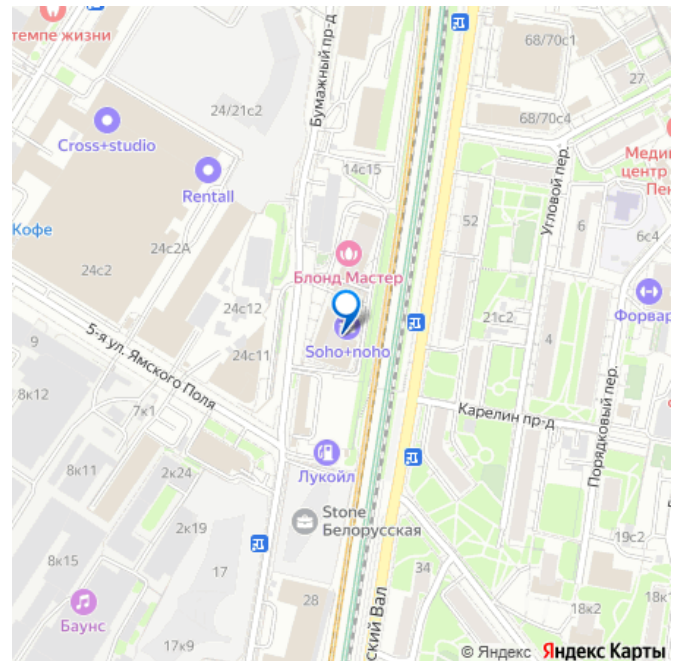 темпе жизни
68/70с1
27
24/21с2
Бумажный пр-д
68/70с4
Cross+studio
14с15
Угловой пер.
Меди
центр
Пен
Rentall
Кофе
52
6
6с4
24с2А
Блонд Мастер
24с2
Форвар
24с12
21с2
9
5-я ул. Ямского Поля
24с11
Soho+noho
4
8к12
7к1
Карелин пр-д
Порядковый пер.
8к11
2к24
Лукойл
Stone
Белорусская
2к19
19с2
8к15
17
34
28
18к2
Баунс
17к9
ский Вал
© Яндекс Яндекс Карты